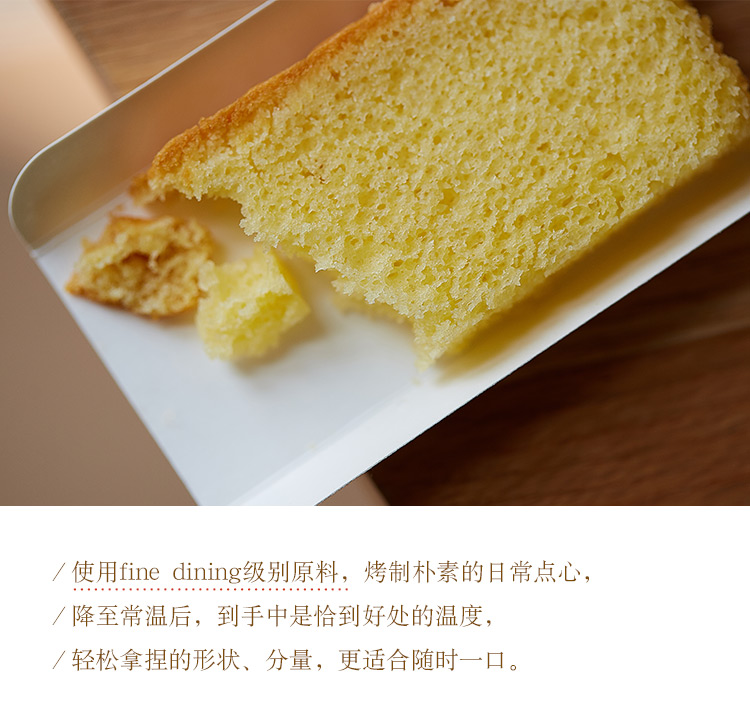 / 使用fine dining级别原料，烤制朴素的日常点心，
/ 降至常温后，到手中是恰到好处的温度，
/ 轻松拿捏的形状、分量，更适合随时一口。